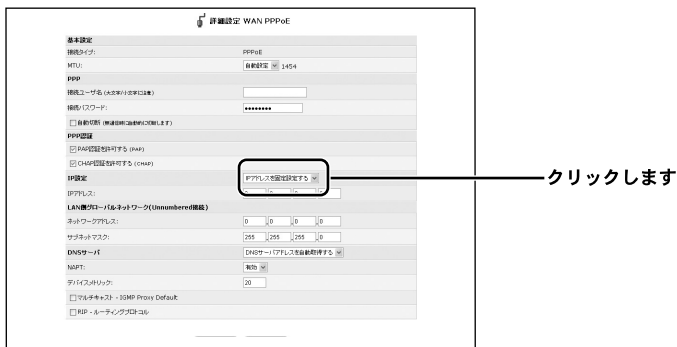 詳細設定 WAN PPPoE
基本設定
接続タイプ: PPPoE
MTU: 自動設定 1454
PPP
接続ユーザ名 (大文字/小文字に注意)
接続パスワード: ••••••••
自動切断 (無通信時に自動的に切断します)
PPP認証
PAP認証を許可する (PAP)
CHAP認証を許可する (CHAP)
IP設定 IPアドレスを固定設定する
クリックします
IPアドレス:
LAN側グローバルネットワーク(Unnumbered接続)
ネットワークアドレス: 0 .0 .0 .0
サブネットマスク: 255 .255 .255 .0
DNSサーバ DNSサーバアドレスを自動取得する
NAPT: 有効
デバイスメトリック: 20
マルチキャスト - IGMP Proxy Default
RIP - ルーティングプロトコル